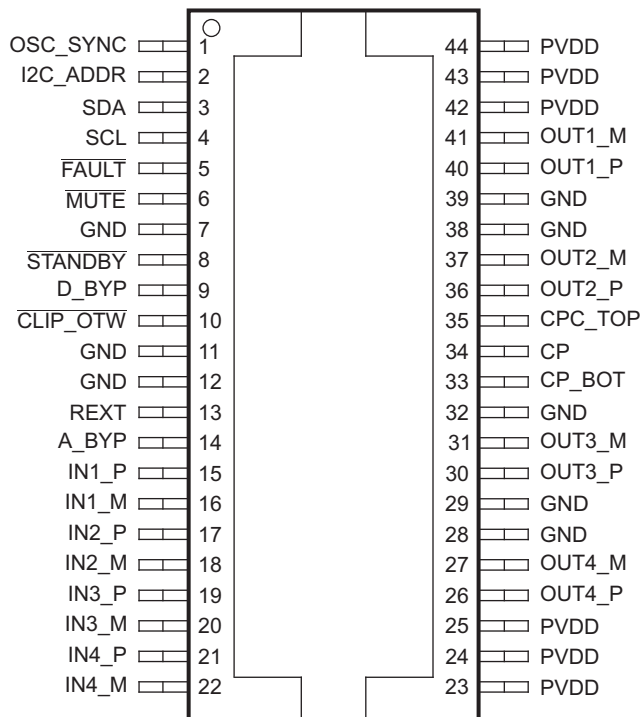 OSC_SYNC 1 44 PVDD
I2C_ADDR 2 43 PVDD
SDA 3 42 PVDD
SCL 4 41 OUT1_M
FAULT 5 40 OUT1_P
MUTE 6 39 GND
GND 7 38 GND
STANDBY 8 37 OUT2_M
D_BYP 9 36 OUT2_P
CLIP_OTW 10 35 CPC_TOP
GND 11 34 CP
GND 12 33 CP_BOT
REXT 13 32 GND
A_BYP 14 31 OUT3_M
IN1_P 15 30 OUT3_P
IN1_M 16 29 GND
IN2_P 17 28 GND
IN2_M 18 27 OUT4_M
IN3_P 19 26 OUT4_P
IN3_M 20 25 PVDD
IN4_P 21 24 PVDD
IN4_M 22 23 PVDD